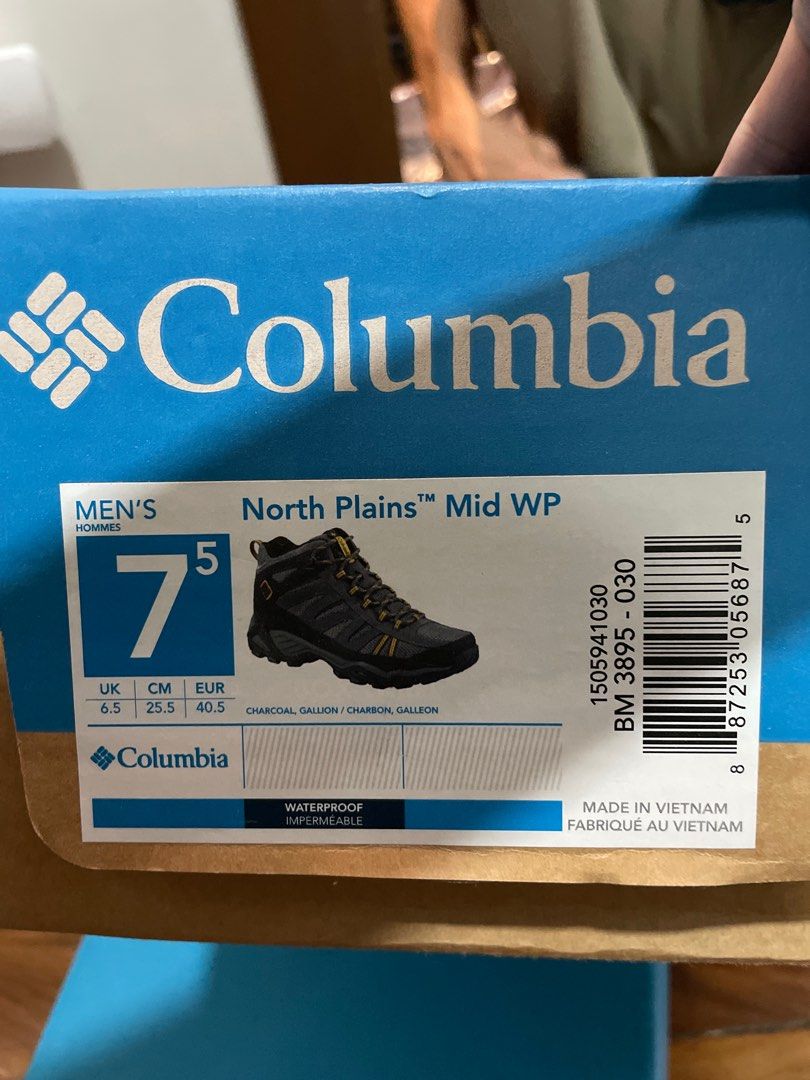 Columbia
MEN'S
HOMMES
North Plains™ Mid WP
7⁵
UK CM EUR
6.5 25.5 40.5
CHARCOAL, GALLION / CHARBON, GALLEON
Columbia
WATERPROOF
IMPERMÉABLE
1505941030
BM 3895 - 030
8 87253 05687 5
MADE IN VIETNAM
FABRIQUÉ AU VIETNAM